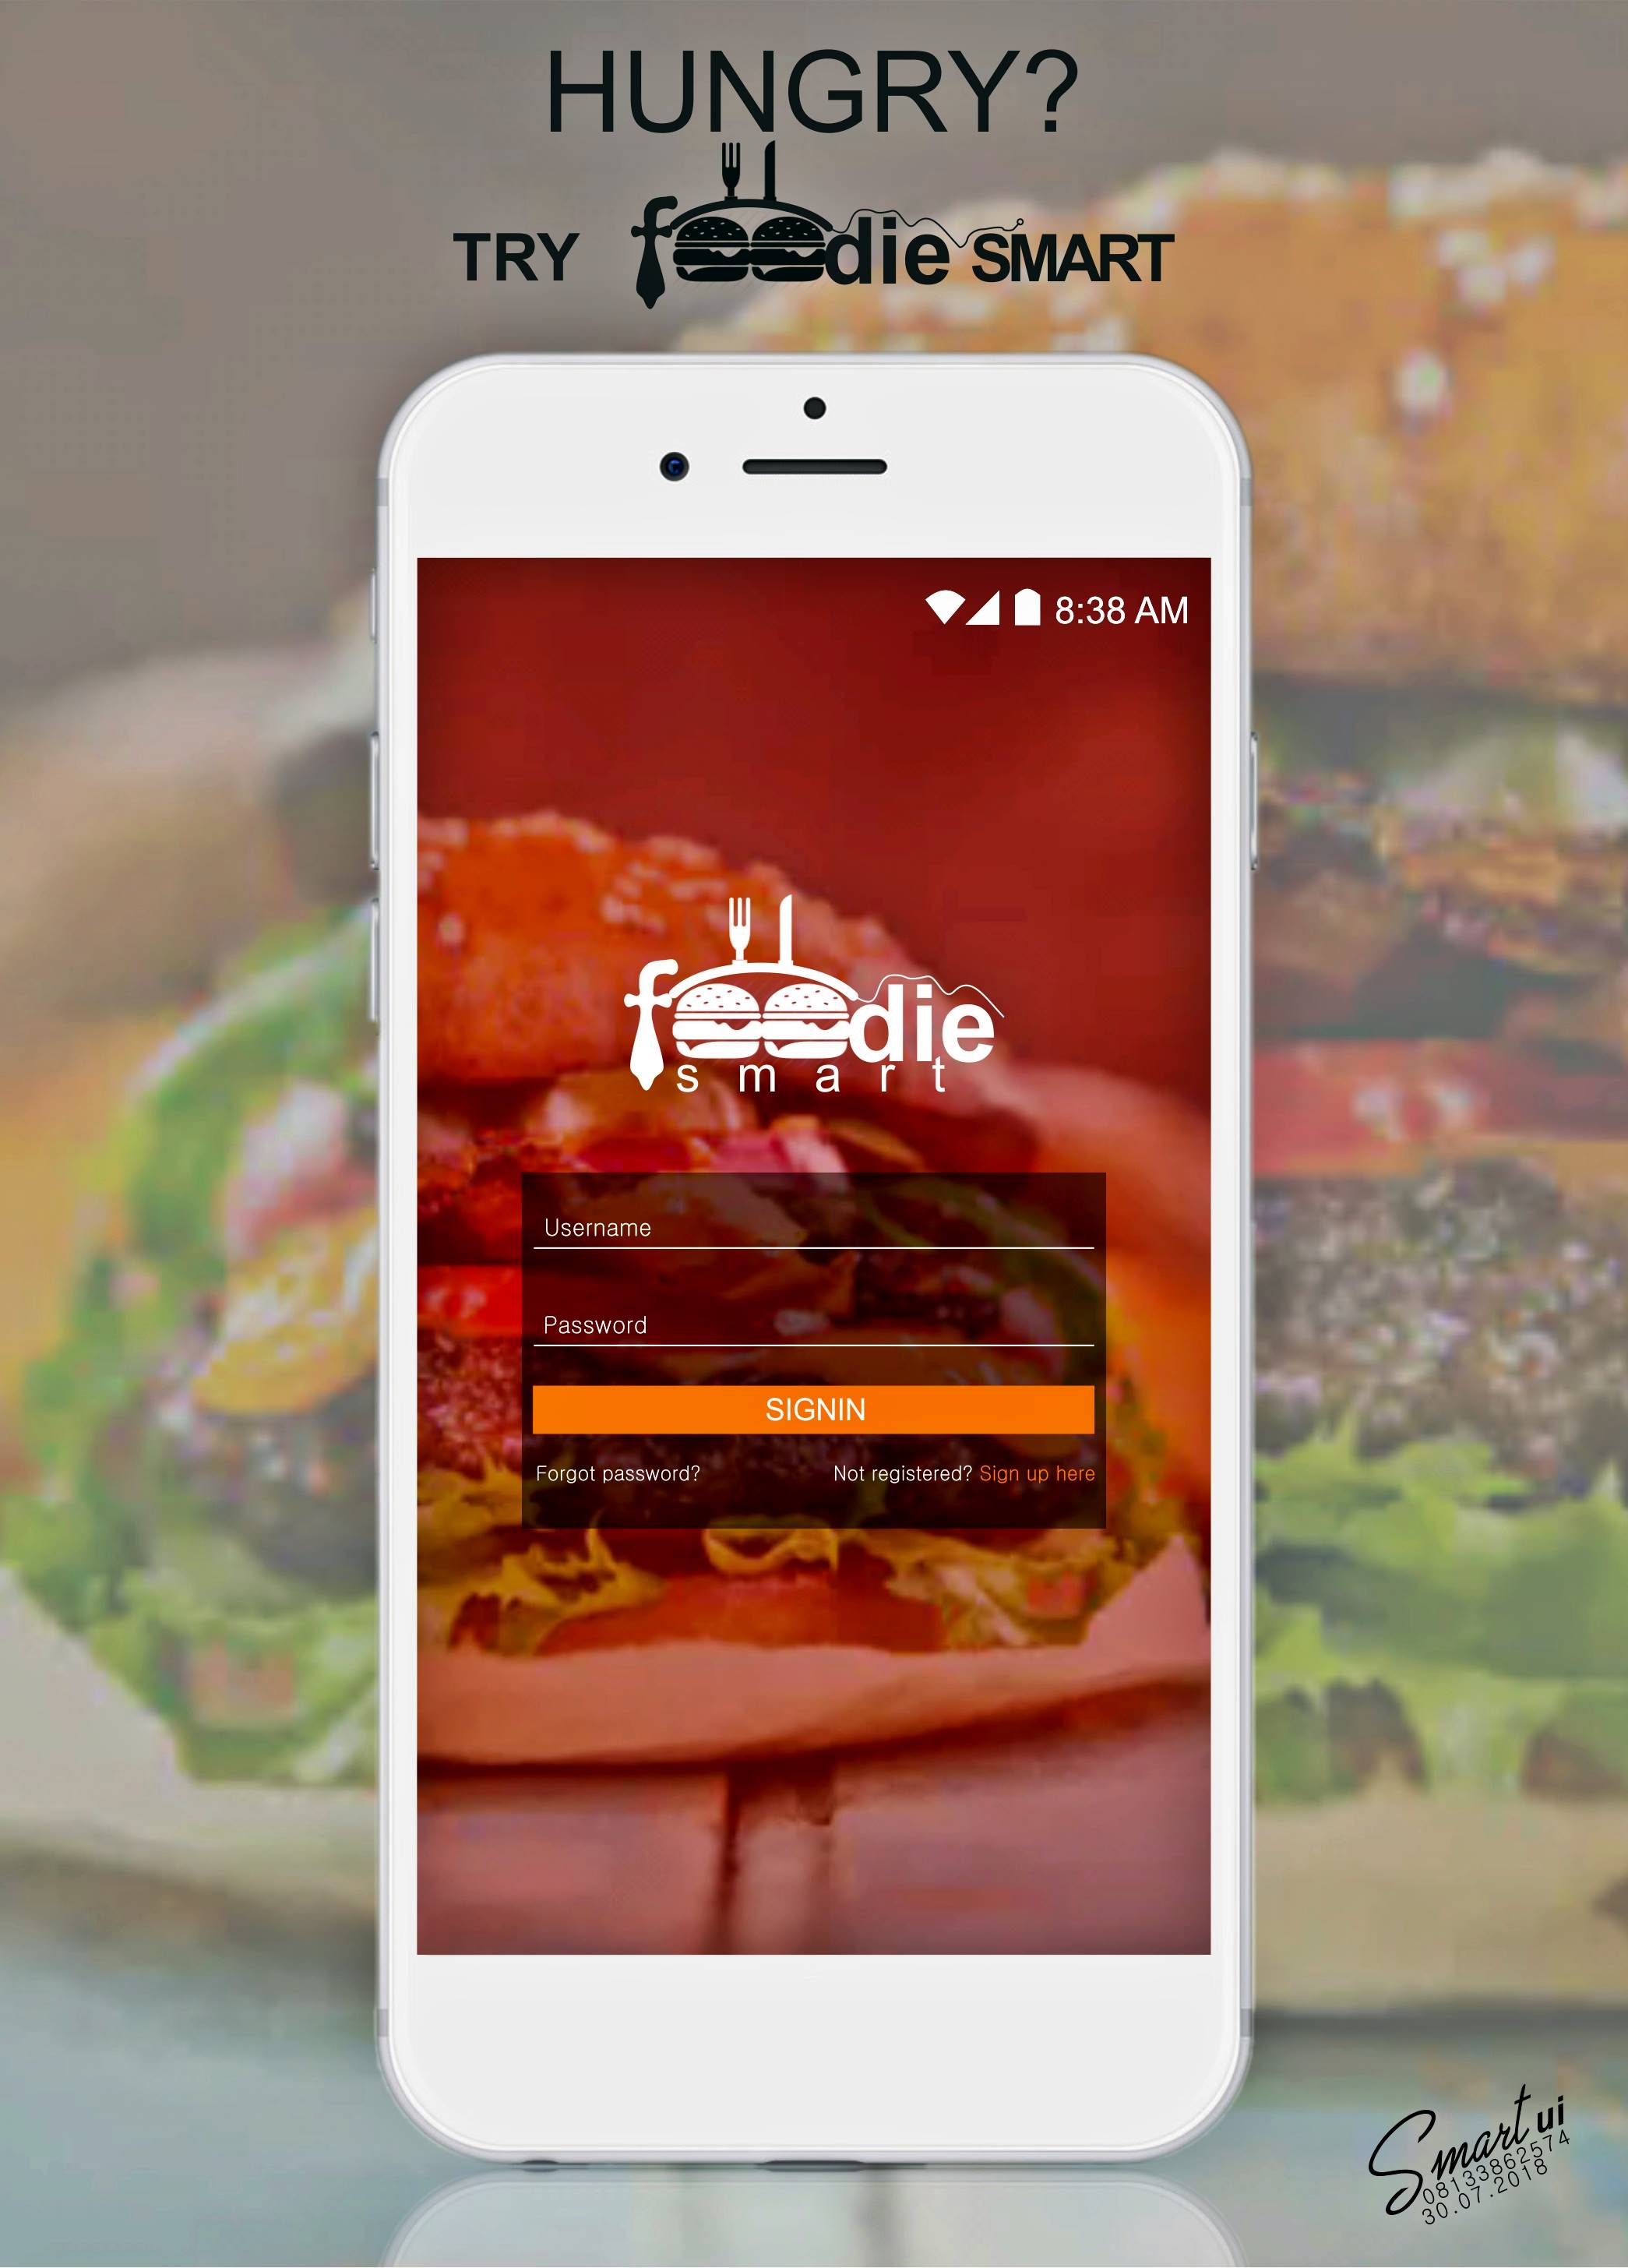 HUNGRY?
TRY foodie SMART
8:38 AM
foodie
smart
Username
Password
SIGNIN
Forgot password? Not registered? Sign up here
Smart ui
08133862574
30.07.2018